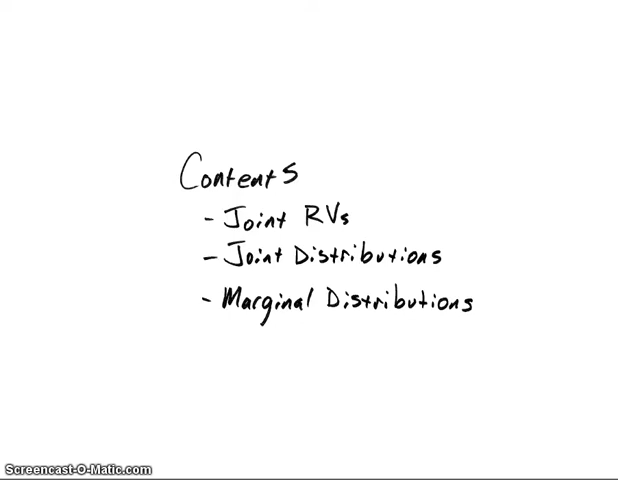 Contents
- Joint RVs
- Joint Distributions
- Marginal Distributions
Screencast-O-Matic.com